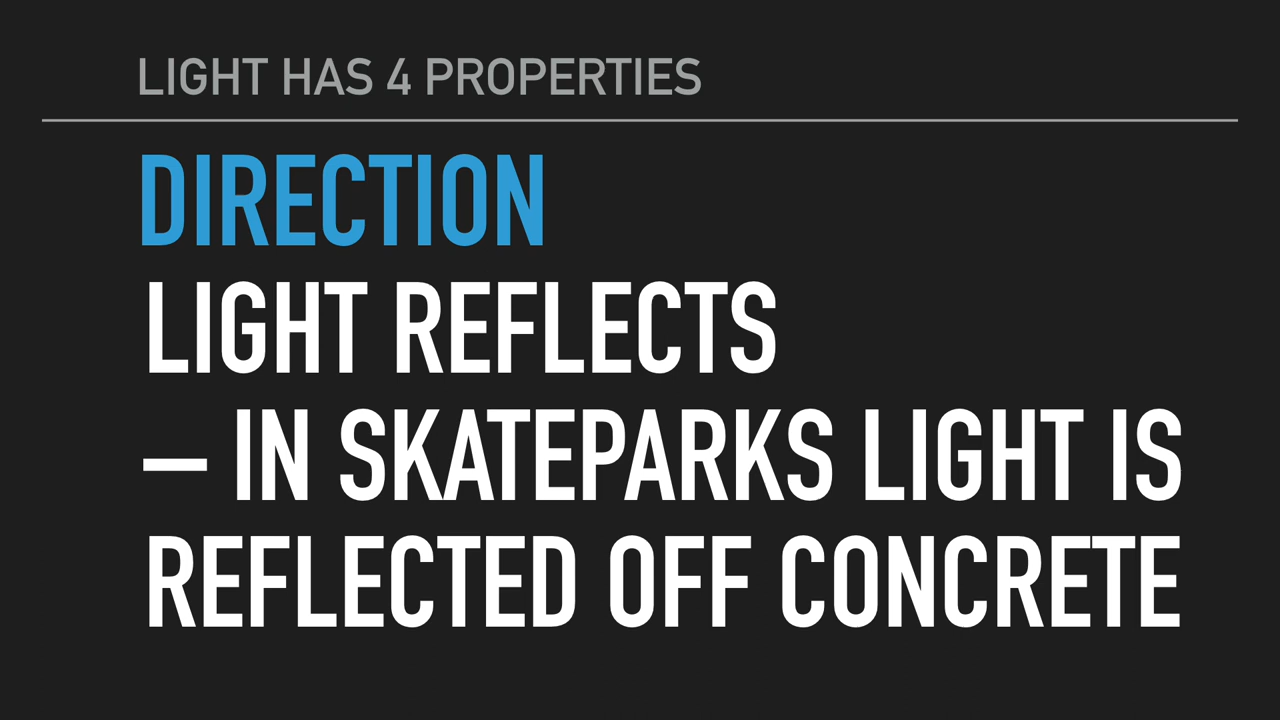 LIGHT HAS 4 PROPERTIES
DIRECTION
LIGHT REFLECTS
– IN SKATEPARKS LIGHT IS
REFLECTED OFF CONCRETE